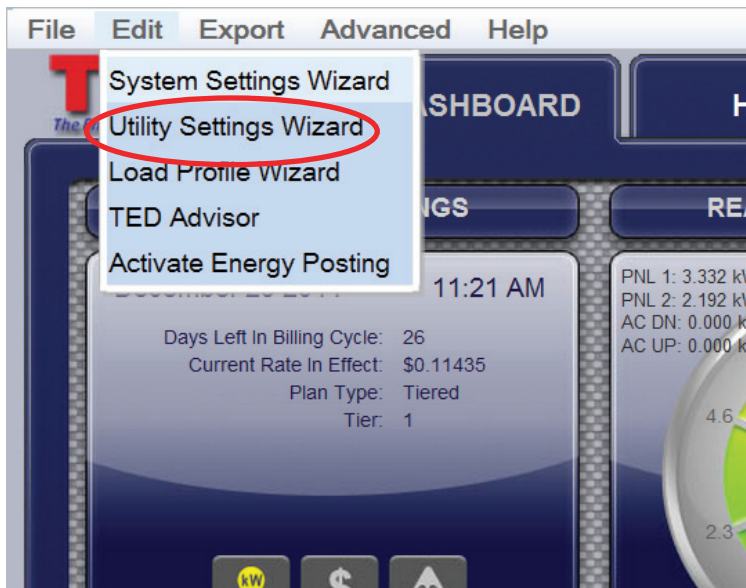 File Edit Export Advanced Help
System Settings Wizard
Utility Settings Wizard
Load Profile Wizard
TED Advisor
Activate Energy Posting
The
11:21 AM
Days Left In Billing Cycle: 26
Current Rate In Effect: $0.11435
Plan Type: Tiered
Tier: 1
PNL 1: 3.332
PNL 2: 2.192
AC DN: 0.000
AC UP: 0.000
4.6
2.3
kW
$